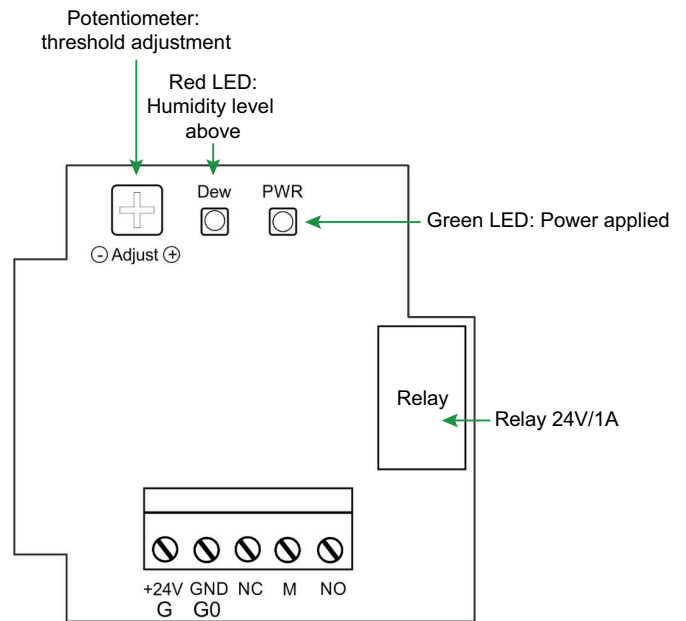 Potentiometer:
threshold adjustment
Red LED:
Humidity level
above
Dew
PWR
Green LED: Power applied
- Adjust +
Relay
Relay 24V/1A
+24V GND NC M NO
G G0